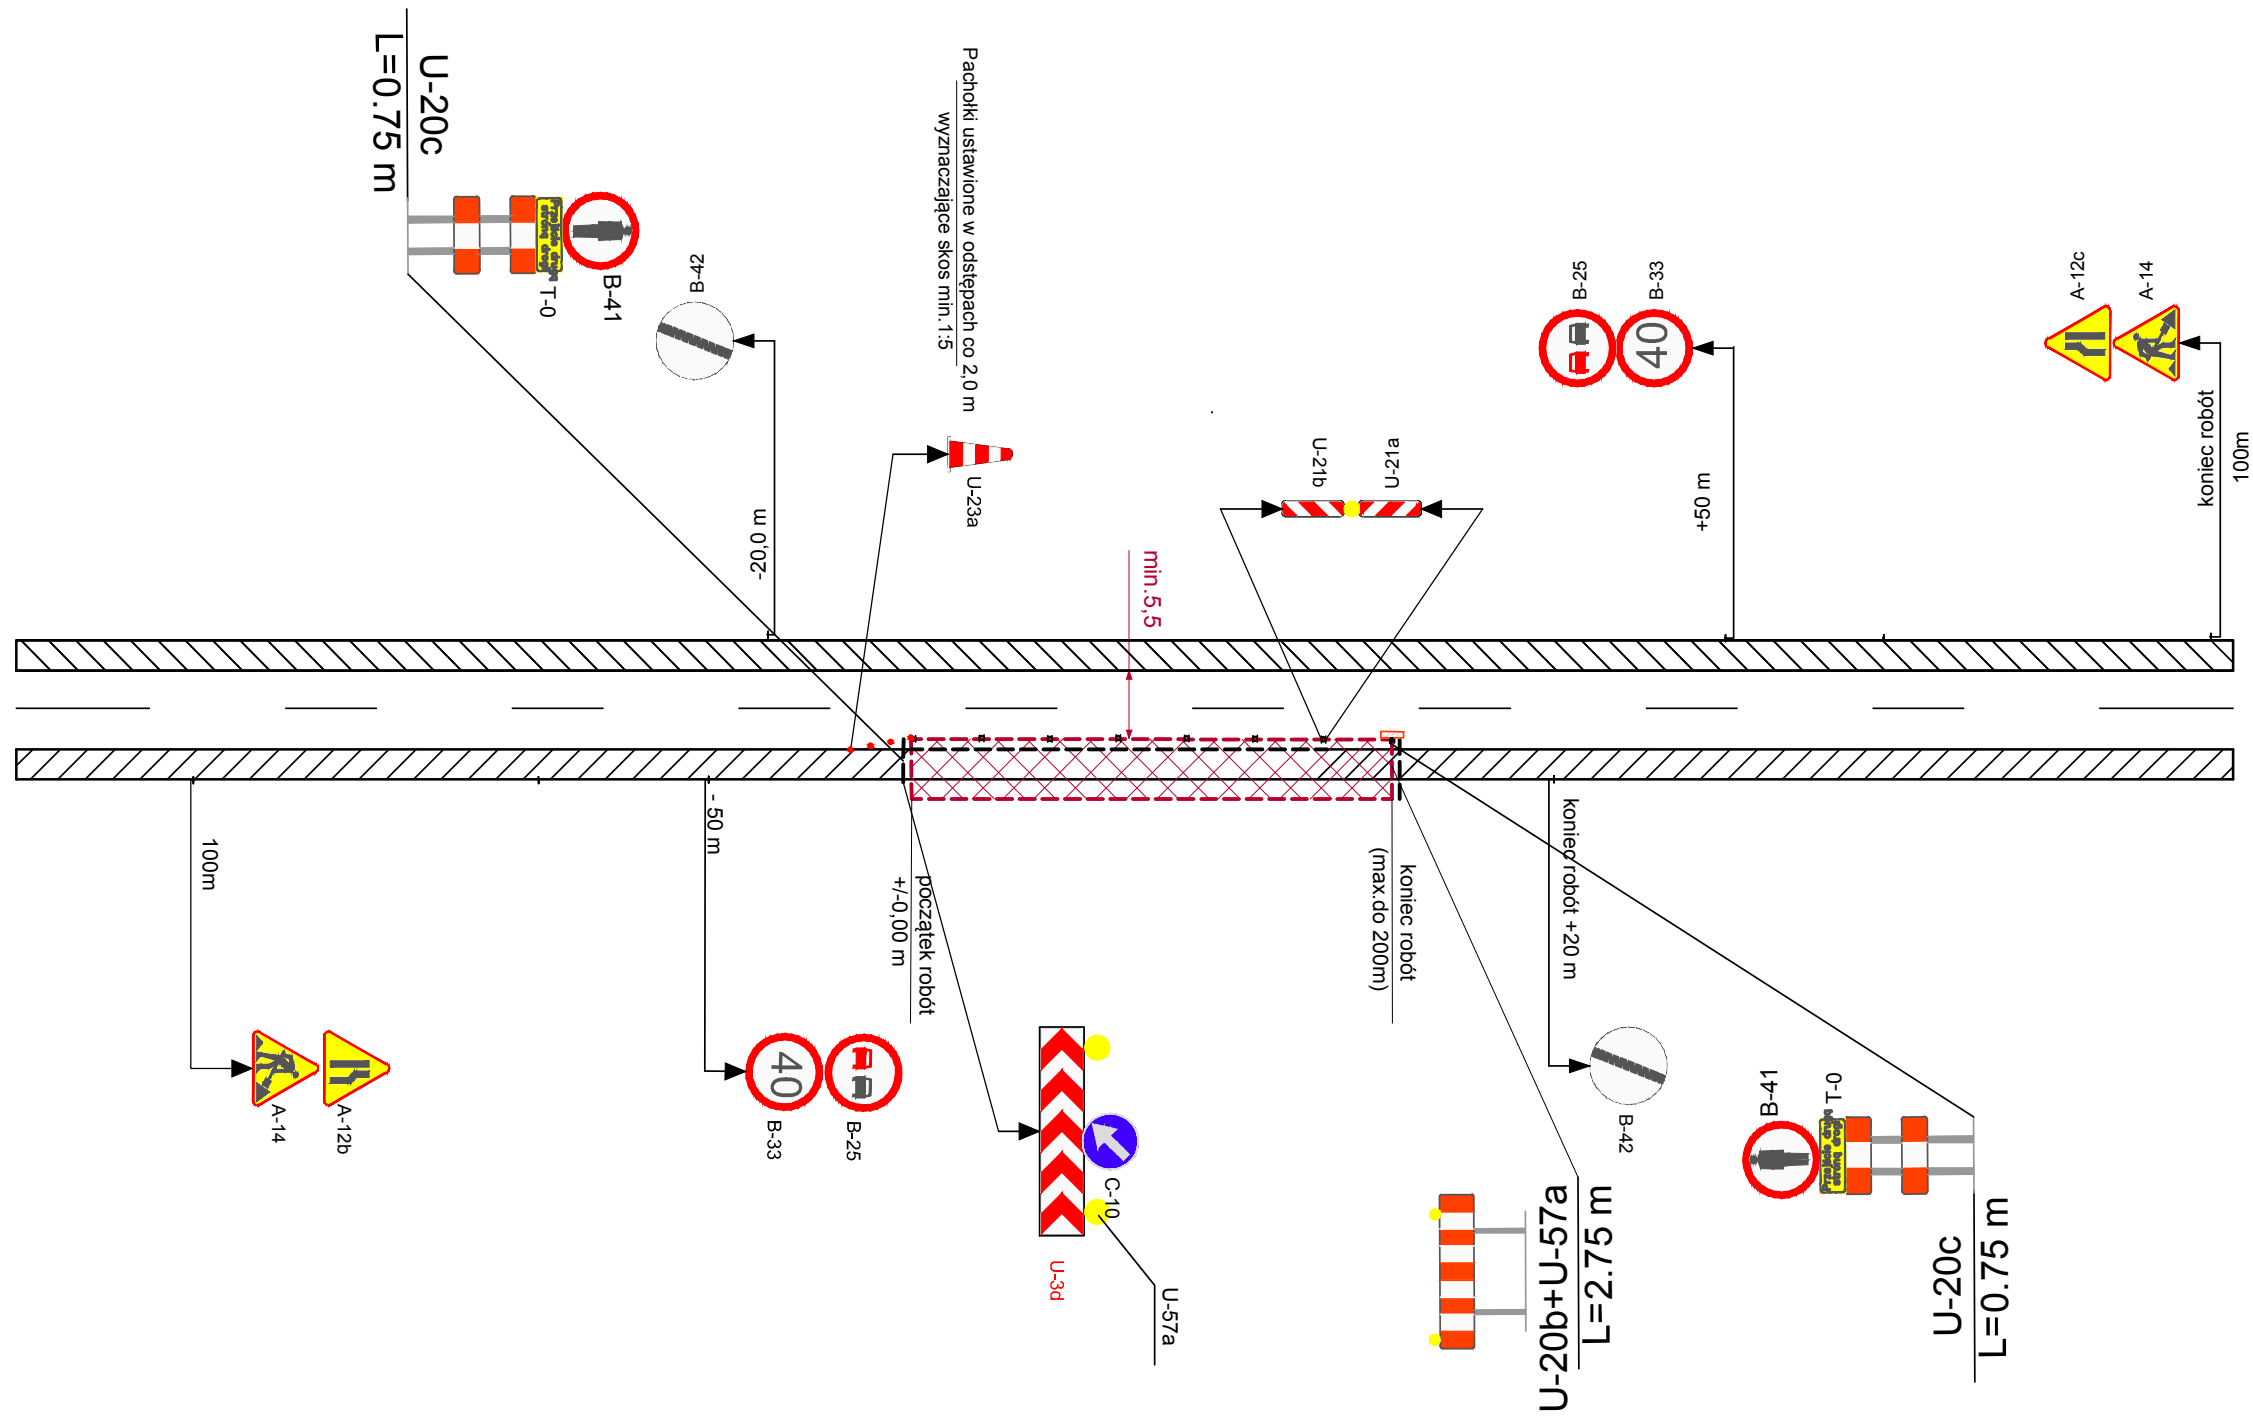 U-20c
L=0.75 m
B-41
T-0
B-42
-20,0 m
Pachołki ustawione w odstępach co 2,0 m
wyznaczające skos min.1:5
U-23a
min.5,5
U-21b
U-21a
B-25
B-33
40
+50 m
A-12c
A-14
koniec robót
100m
100m
A-14
A-12b
- 50 m
40
B-33
B-25
początek robót
+/-0,00 m
C-10
U-3d
U-57a
koniec robót
(max.do 200m)
koniec robót +20 m
B-42
U-20b+U-57a
L=2.75 m
B-41
T-0
U-20c
L=0.75 m